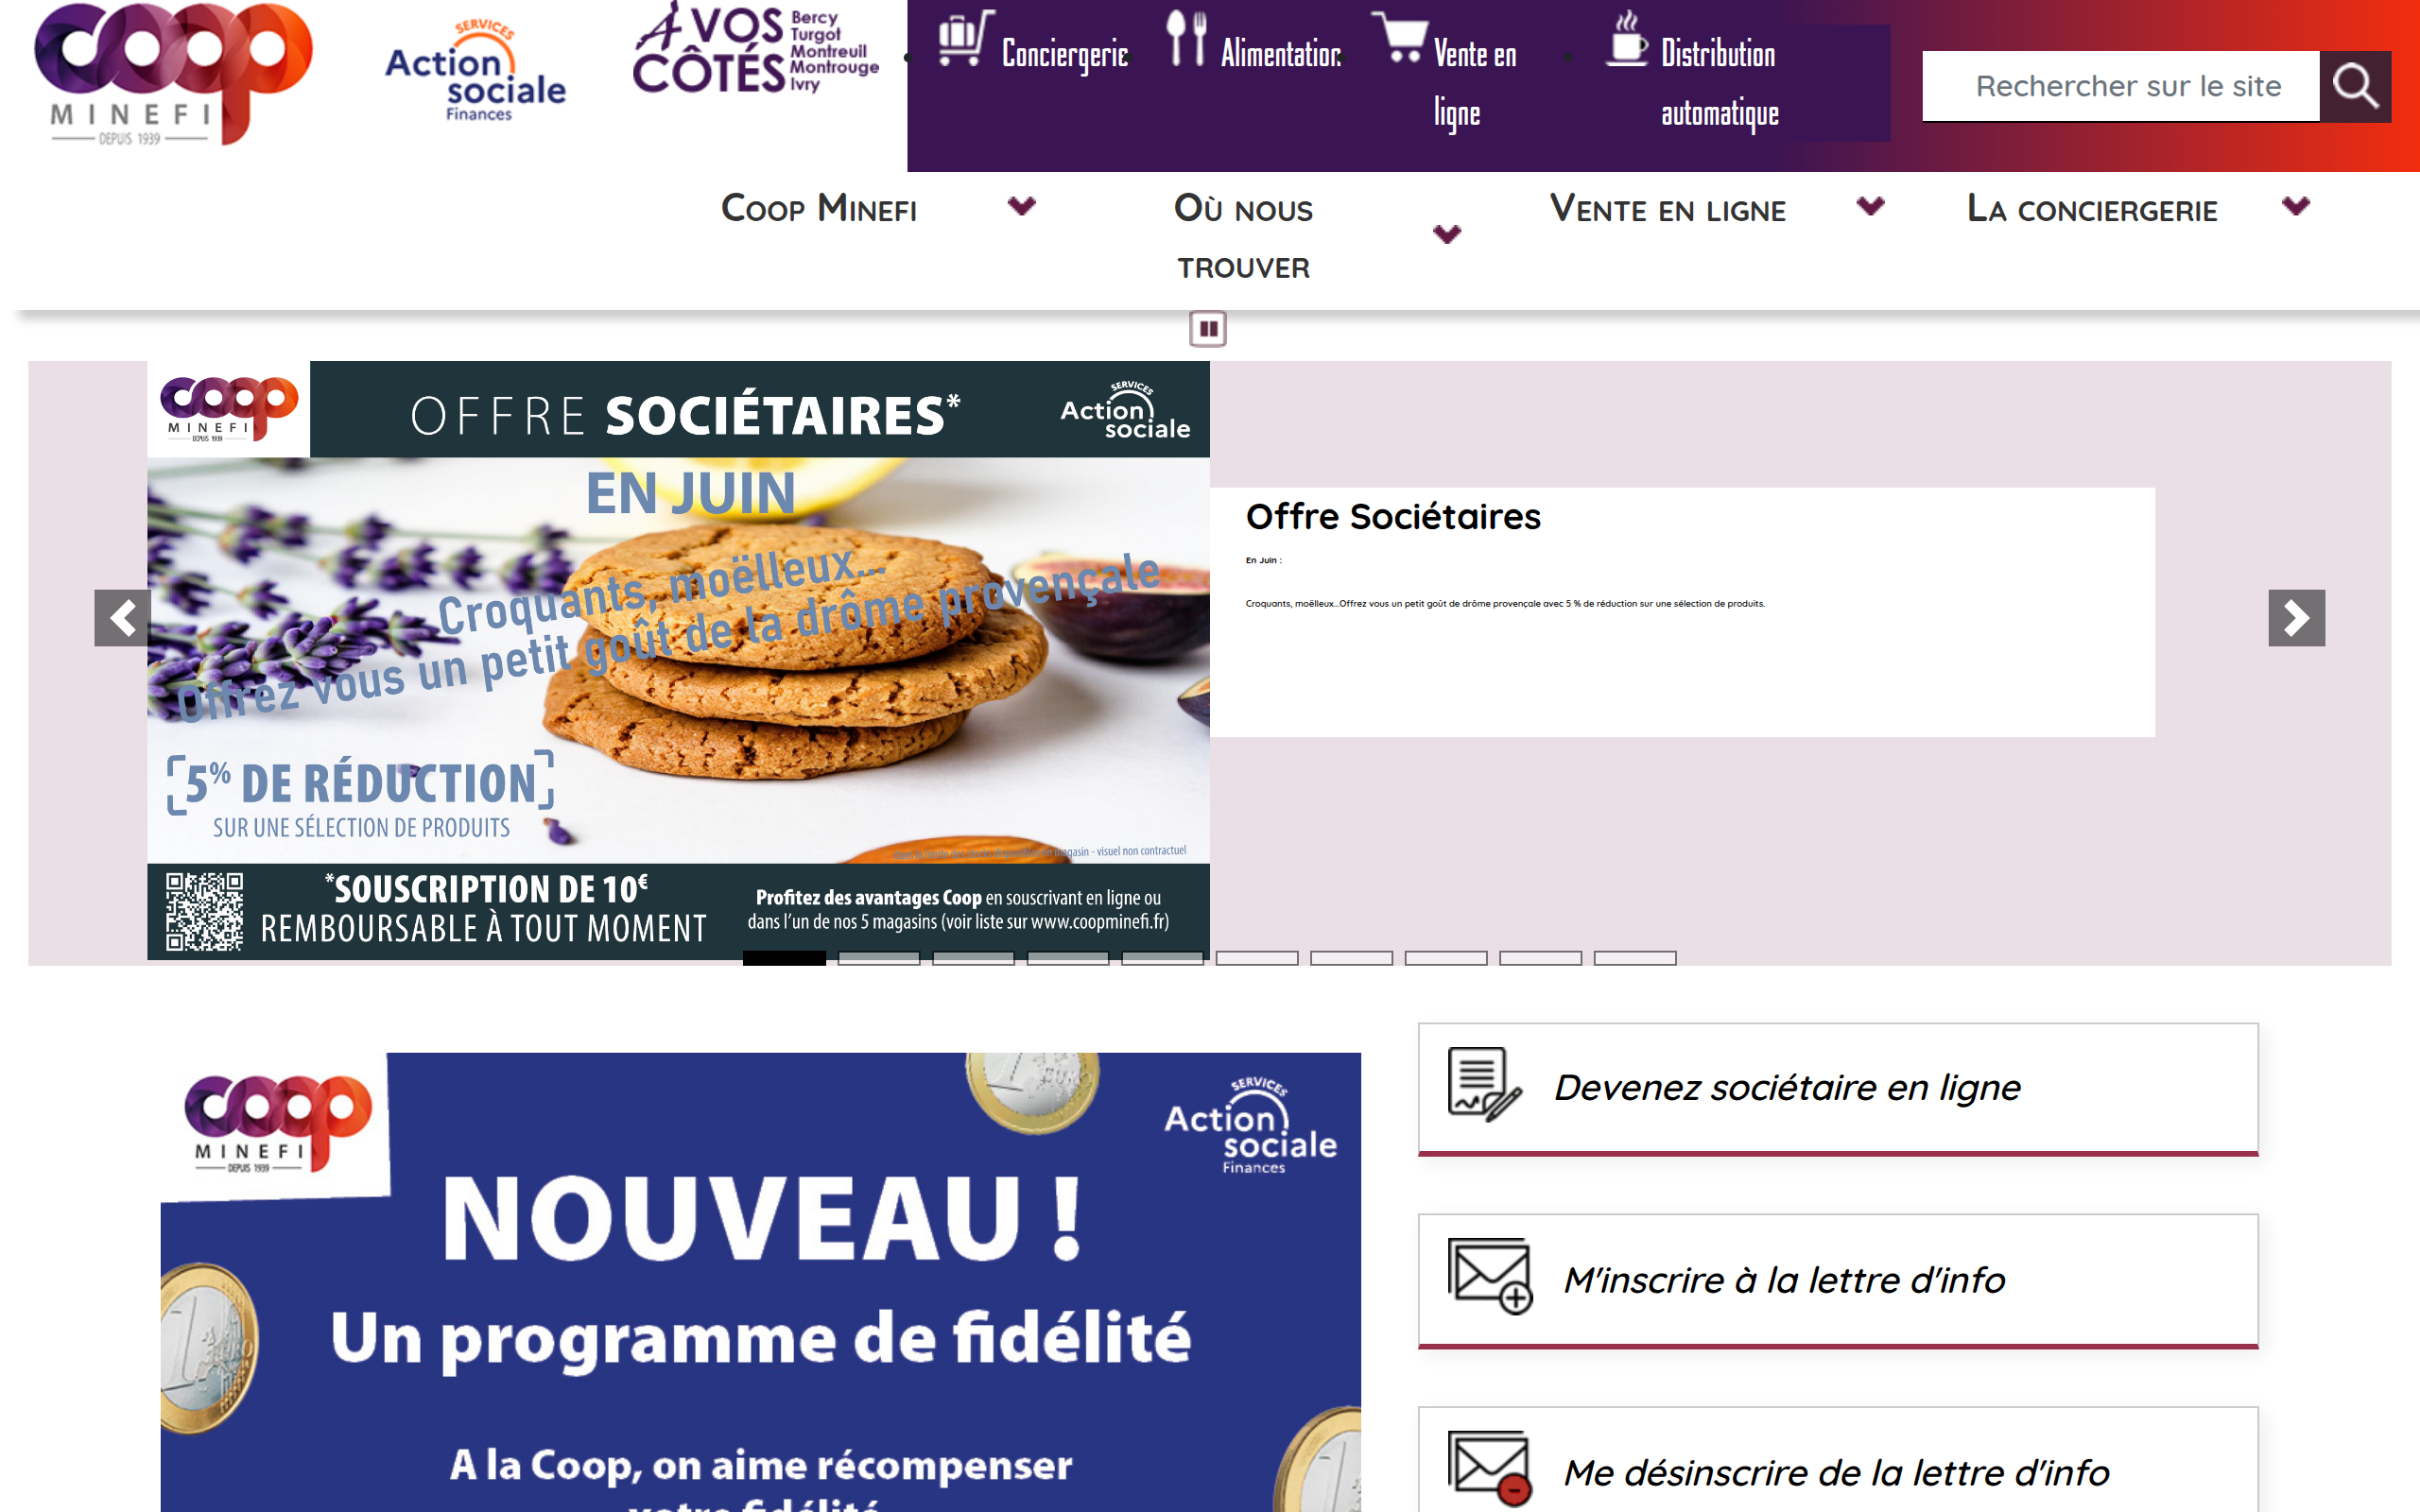 coop
MINEFI
DEPUIS 1939
SERVICES
Action
sociale
Finances
À VOS
CÔTÉS
Bercy
Turgot
Montreuil
Montrouge
Ivry
Conciergerie
Alimentation
Vente en
ligne
Distribution
automatique
Rechercher sur le site
Coop Minefi
Où nous
trouver
Vente en ligne
La conciergerie
coop
MINEFI
DEPUIS 1939
OFFRE SOCIÉTAIRES*
SERVICES
Action
sociale
EN JUIN
Croquants, moëlleux...
Offrez vous un petit goût de la drôme provençale
5% DE RÉDUCTION
SUR UNE SÉLECTION DE PRODUITS
magasin - visuel non contractuel
*SOUSCRIPTION DE 10€
REMBOURSABLE À TOUT MOMENT
Profitez des avantages Coop en souscrivant en ligne ou
dans l'un de nos 5 magasins (voir liste sur www.coopminefi.fr)
Offre Sociétaires
En Juin :
Croquants, moëlleux...Offrez vous un petit goût de drôme provençale avec 5 % de réduction sur une sélection de produits.
coop
MINEFI
DEPUIS 1939
SERVICES
Action
sociale
Finances
NOUVEAU !
Un programme de fidélité
A la Coop, on aime récompenser
votre fidélité
Devenez sociétaire en ligne
M'inscrire à la lettre d'info
Me désinscrire de la lettre d'info